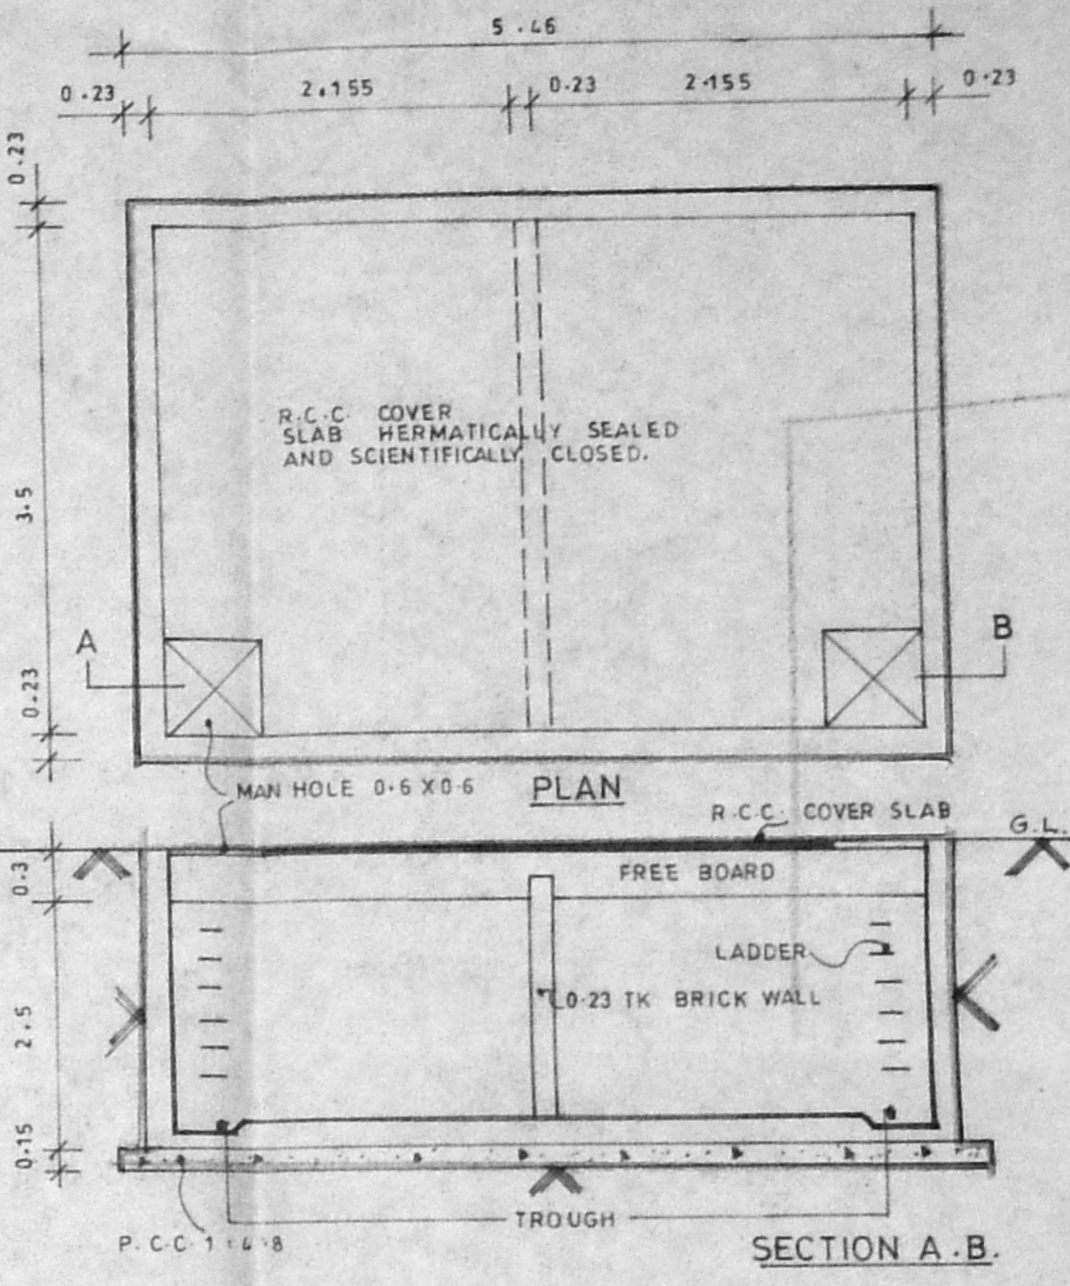 5.46
0.23 2.155 0.23 2.155 0.23
0.23
3.5
0.23
R.C.C. COVER
SLAB HERMATICALLY SEALED
AND SCIENTIFICALLY CLOSED.
A
B
MAN HOLE 0.6 X 0.6
PLAN
R.C.C. COVER SLAB
G.L.
0.3
2.5
0.15
FREE BOARD
LADDER
0.23 TK BRICK WALL
TROUGH
P.C.C. 1:4:8
SECTION A.B.